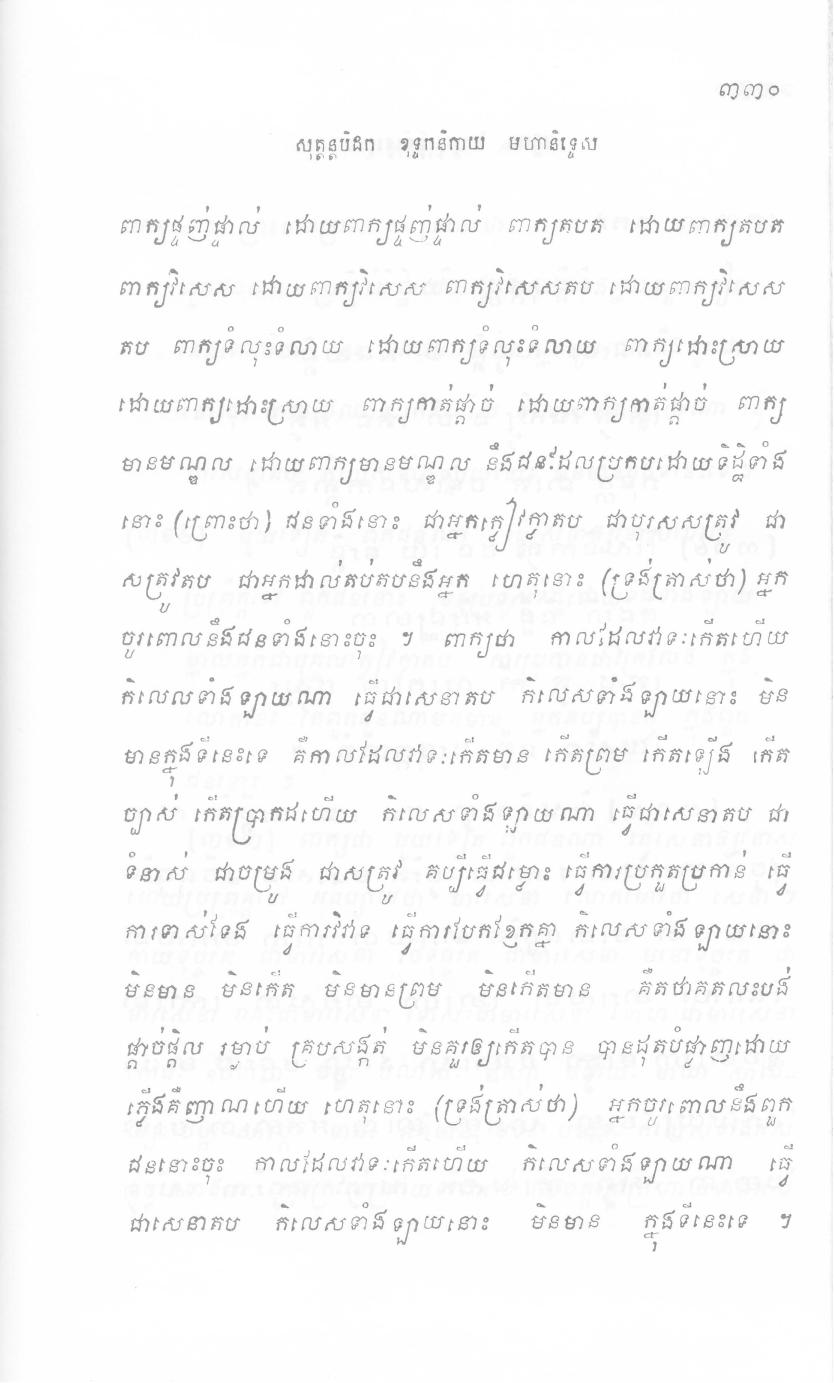 ៣៣០
សុត្តន្តបិដក ខុទ្ទកនិកាយ មហានិទ្ទេស
ពាក្យផ្ទួញផ្ទាល់ ដោយពាក្យផ្ទួញផ្ទាល់ ពាក្យតបត ដោយពាក្យតបត
ពាក្យវិសេស ដោយពាក្យវិសេស ពាក្យវិសេសតប ដោយពាក្យវិសេស
តប ពាក្យទំលុះទំលាយ ដោយពាក្យទំលុះទំលាយ ពាក្យដោះស្រាយ
ដោយពាក្យដោះស្រាយ ពាក្យកាត់ផ្តាច់ ដោយពាក្យកាត់ផ្តាច់ ពាក្យ
មានមណ្ឌល ដោយពាក្យមានមណ្ឌល នឹងជនដែលប្រកបដោយទិដ្ឋិទាំង
នោះ (ព្រោះថា) ជនទាំងនោះ ជាអ្នកក្លៀវក្លាតប ជាបុរសសត្រូវ ជា
សត្រូវតប ជាអ្នកដាល់តប់តបនឹងអ្នក ហេតុនោះ (ទ្រង់ត្រាស់ថា) អ្នក
ចូរពោលនឹងជនទាំងនោះចុះ ។ ពាក្យថា កាលដែលវាទៈកើតហើយ
កិលេលទាំងឡាយណា ធ្វើជាសេនាតប កិលេសទាំងឡាយនោះ មិន
មានក្នុងទីនេះទេ គឺកាលដែលវាទៈកើតមាន កើតព្រម កើតឡើង កើត
ច្បាស់ កើតប្រាកដហើយ កិលេសទាំងឡាយណា ធ្វើជាសេនាតប ជា
ទំនាស់ ជាចម្រូង ជាសត្រូវ គប្បីធ្វើជម្លោះ ធ្វើការប្រកួតប្រកាន់ ធ្វើ
ការទាស់ទែង ធ្វើការវិវាទ ធ្វើការបែកខ្ញែកគ្នា កិលេសទាំងឡាយនោះ
មិនមាន មិនកើត មិនមានព្រម មិនកើតមាន គឺតថាគតលះបង់
ផ្តាច់ផ្តិល រម្ងាប់ គ្របសង្កត់ មិនគួរឲ្យកើតបាន បានដុតបំផ្លាញដោយ
ភ្លើងគឺញាណហើយ ហេតុនោះ (ទ្រង់ត្រាស់ថា) អ្នកចូរពោលនឹងពួក
ជននោះចុះ កាលដែលវាទៈកើតហើយ កិលេសទាំងឡាយណា ធ្វើ
ជាសេនាតប កិលេសទាំងឡាយនោះ មិនមាន ក្នុងទីនេះទេ ។